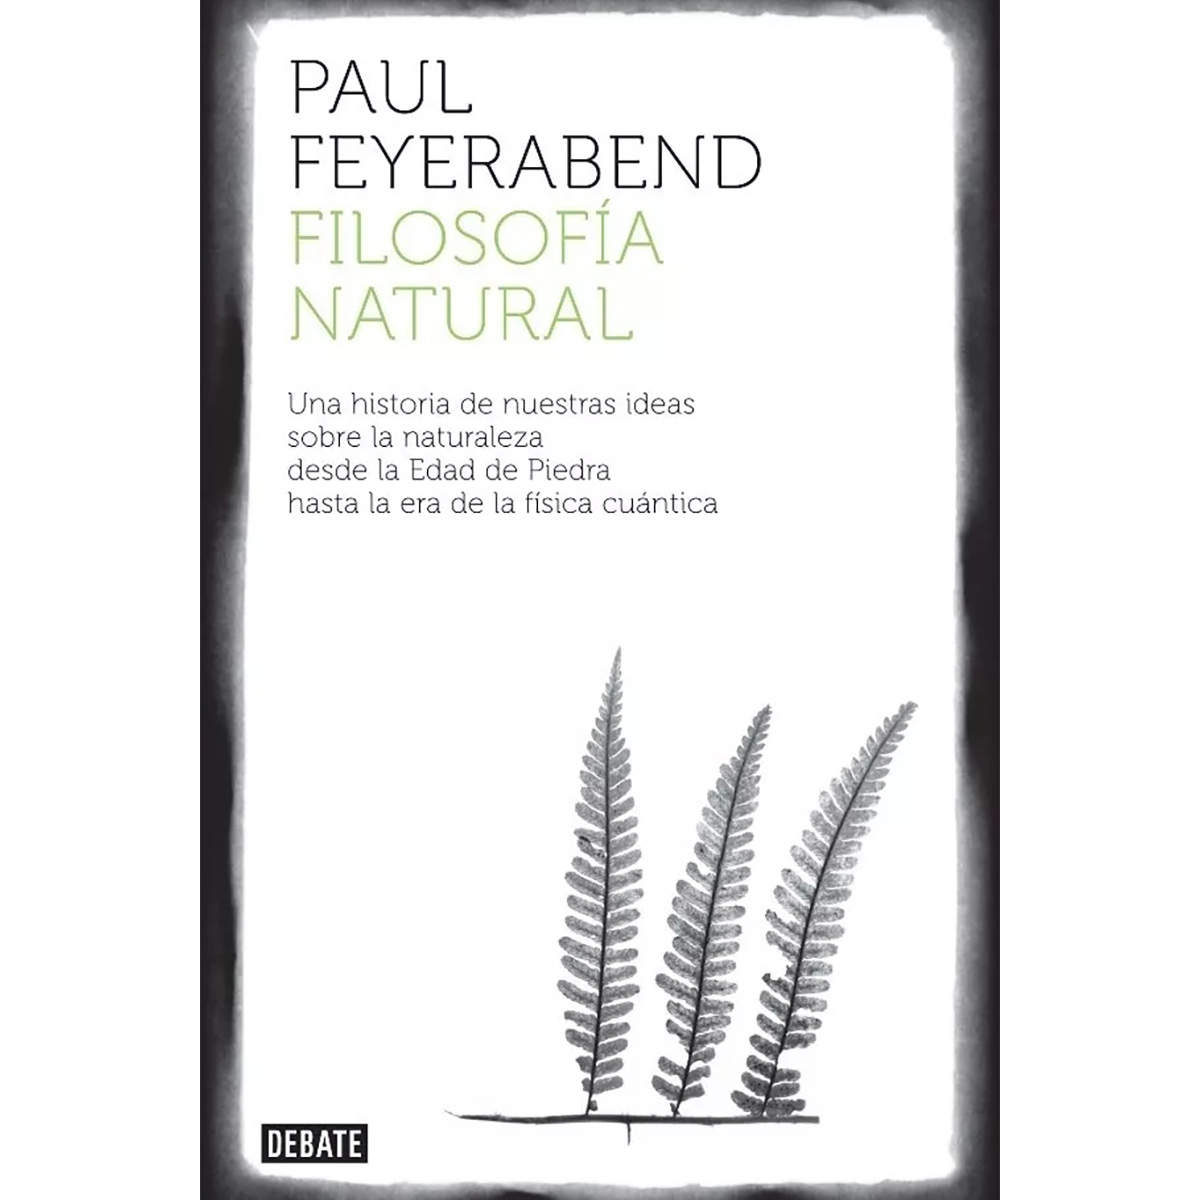 PAUL
FEYERABEND
FILOSOFÍA
NATURAL
Una historia de nuestras ideas
sobre la naturaleza
desde la Edad de Piedra
hasta la era de la física cuántica
DEBATE